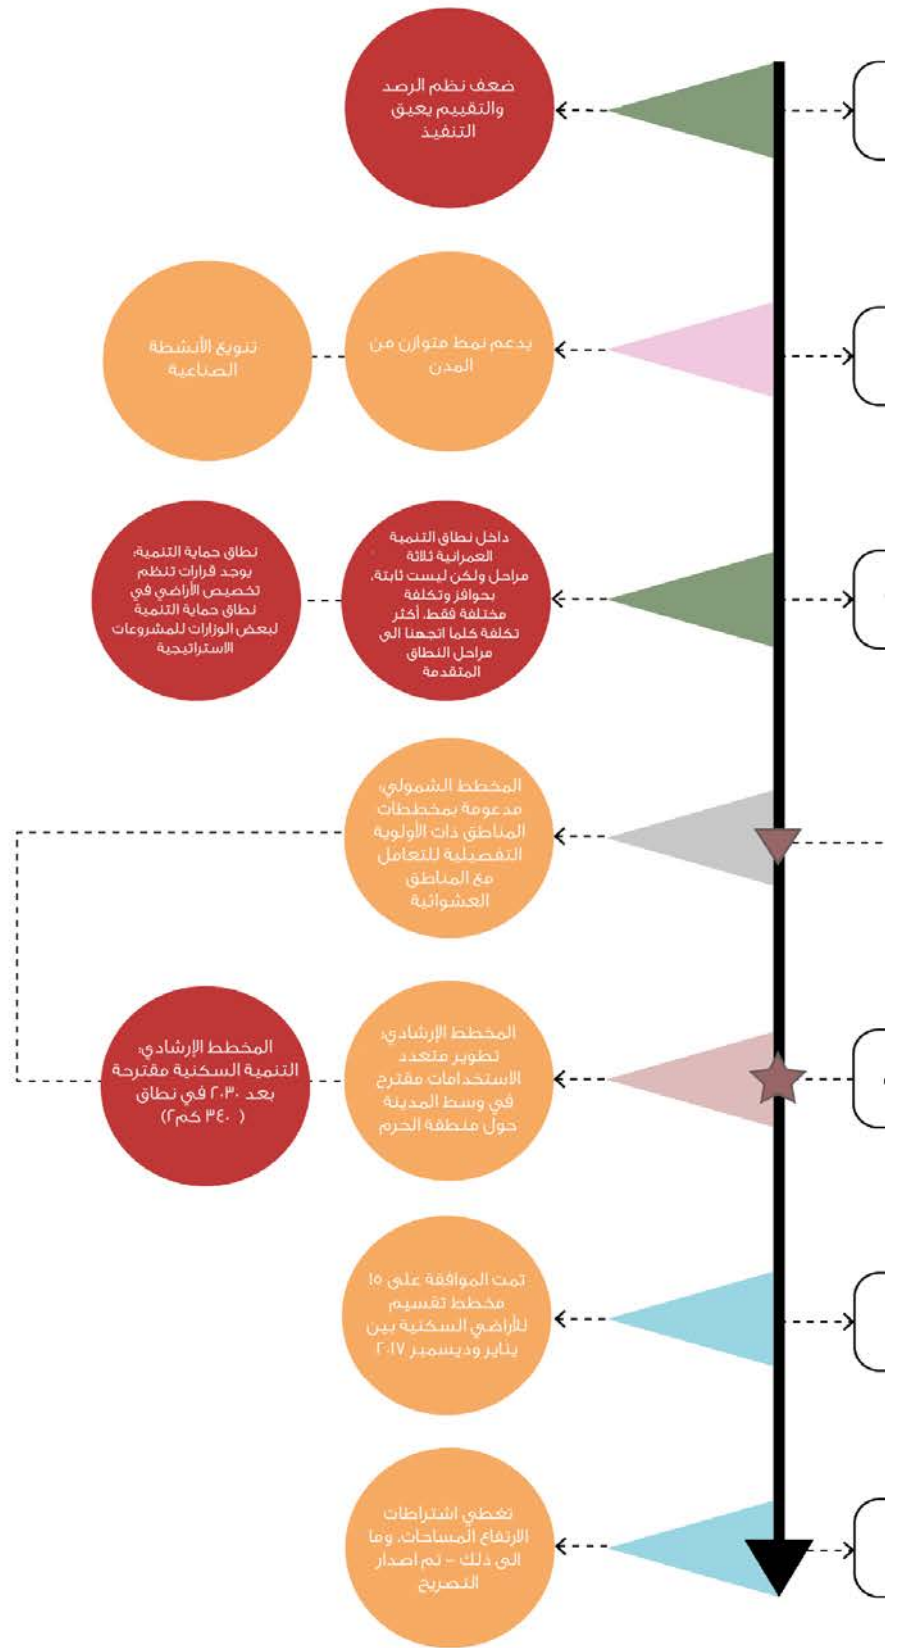 ضعف نظم الرصد
والتقييم يعيق
التنفيذ
يدعم نمط متوازن من
المدن
تنويع الأنشطة
الصناعية
داخل نطاق التنمية
العمرانية ثلاثة
مراحل ولكن ليست ثابتة،
بحوافز وتكلفة
مختلفة فقط، أكثر
تكلفة كلما اتجهنا الى
مراحل النطاق
المتقدمة
نطاق حماية التنمية:
يوجد قرارات تنظم
تخصيص الأراضي في
نطاق حماية التنمية
لبعض الوزارات للمشروعات
الاستراتيجية
المخطط الشمولي:
مدعومة بمخططات
المناطق ذات الأولوية
التفصيلية للتعامل
مع المناطق
العشوائية
المخطط الإرشادي:
تطوير متعدد
الاستخدامات مقترح
في وسط المدينة
حول منطقة الحرم
المخطط الإرشادي:
التنمية السكنية مقترحة
بعد ٢٠٣٠ في نطاق
( ٣٤٠ كم٢)
تمت الموافقة على ١٥
مخطط تقسيم
للأراضي السكنية بين
يناير وديسمبر ٢٠١٧
تغطي اشتراطات
الارتفاع المساحات، وما
الى ذلك – تم اصدار
التصريح